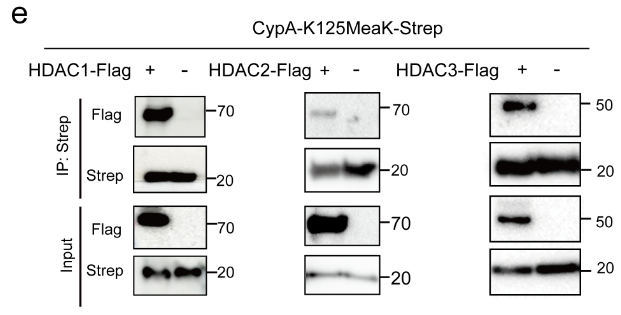 e
CypA-K125MeaK-Strep
HDAC1-Flag + - HDAC2-Flag + - HDAC3-Flag + -
IP: Strep
Flag 70 70 50
Strep 20 20 20
Input
Flag 70 70 50
Strep 20 20 20